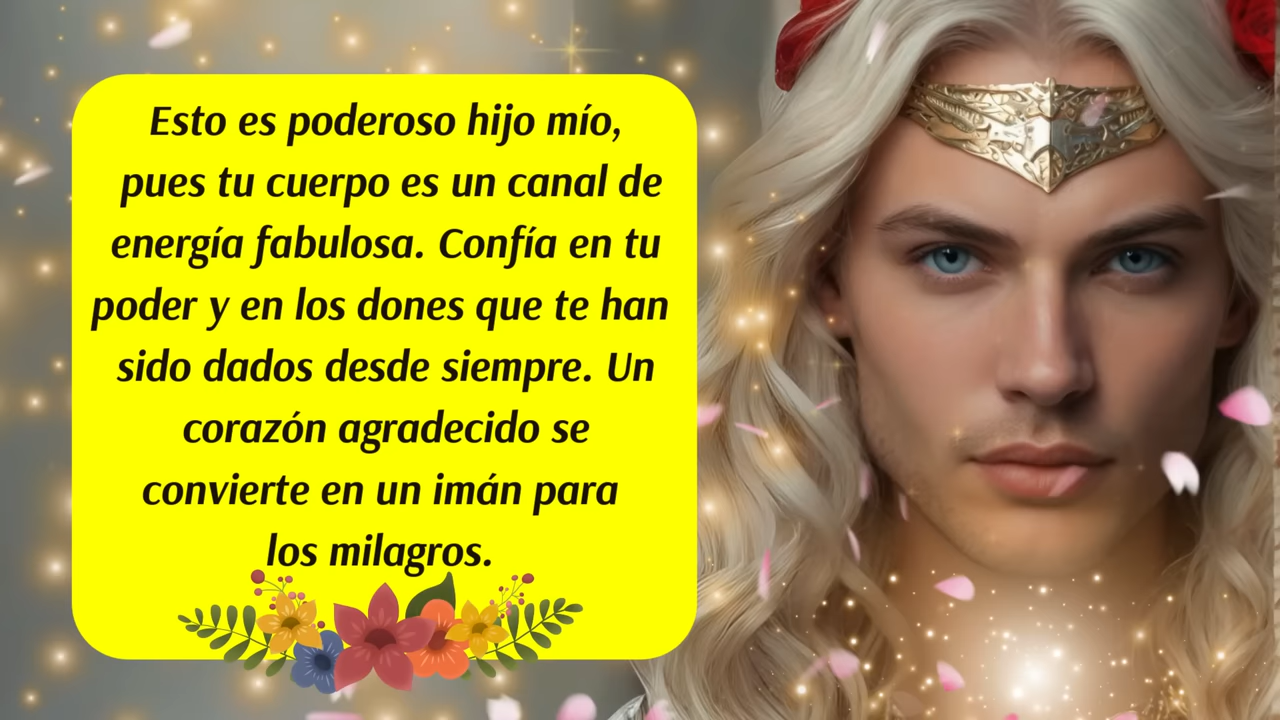 Esto es poderoso hijo mío,
pues tu cuerpo es un canal de
energía fabulosa. Confía en tu
poder y en los dones que te han
sido dados desde siempre. Un
corazón agradecido se
convierte en un imán para
los milagros.